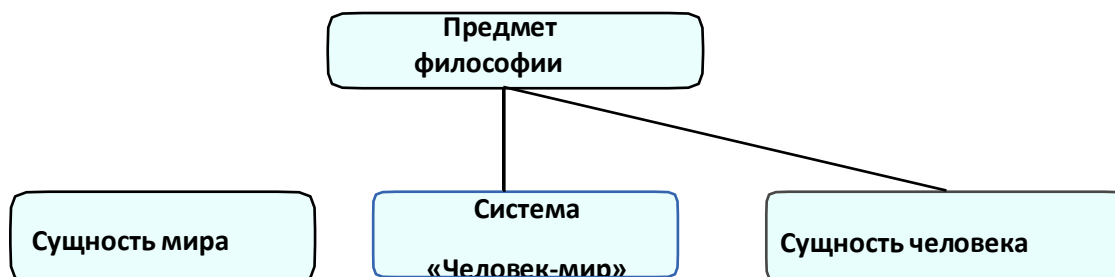 Предмет
философии
Сущность мира
Система
«Человек-мир»
Сущность человека